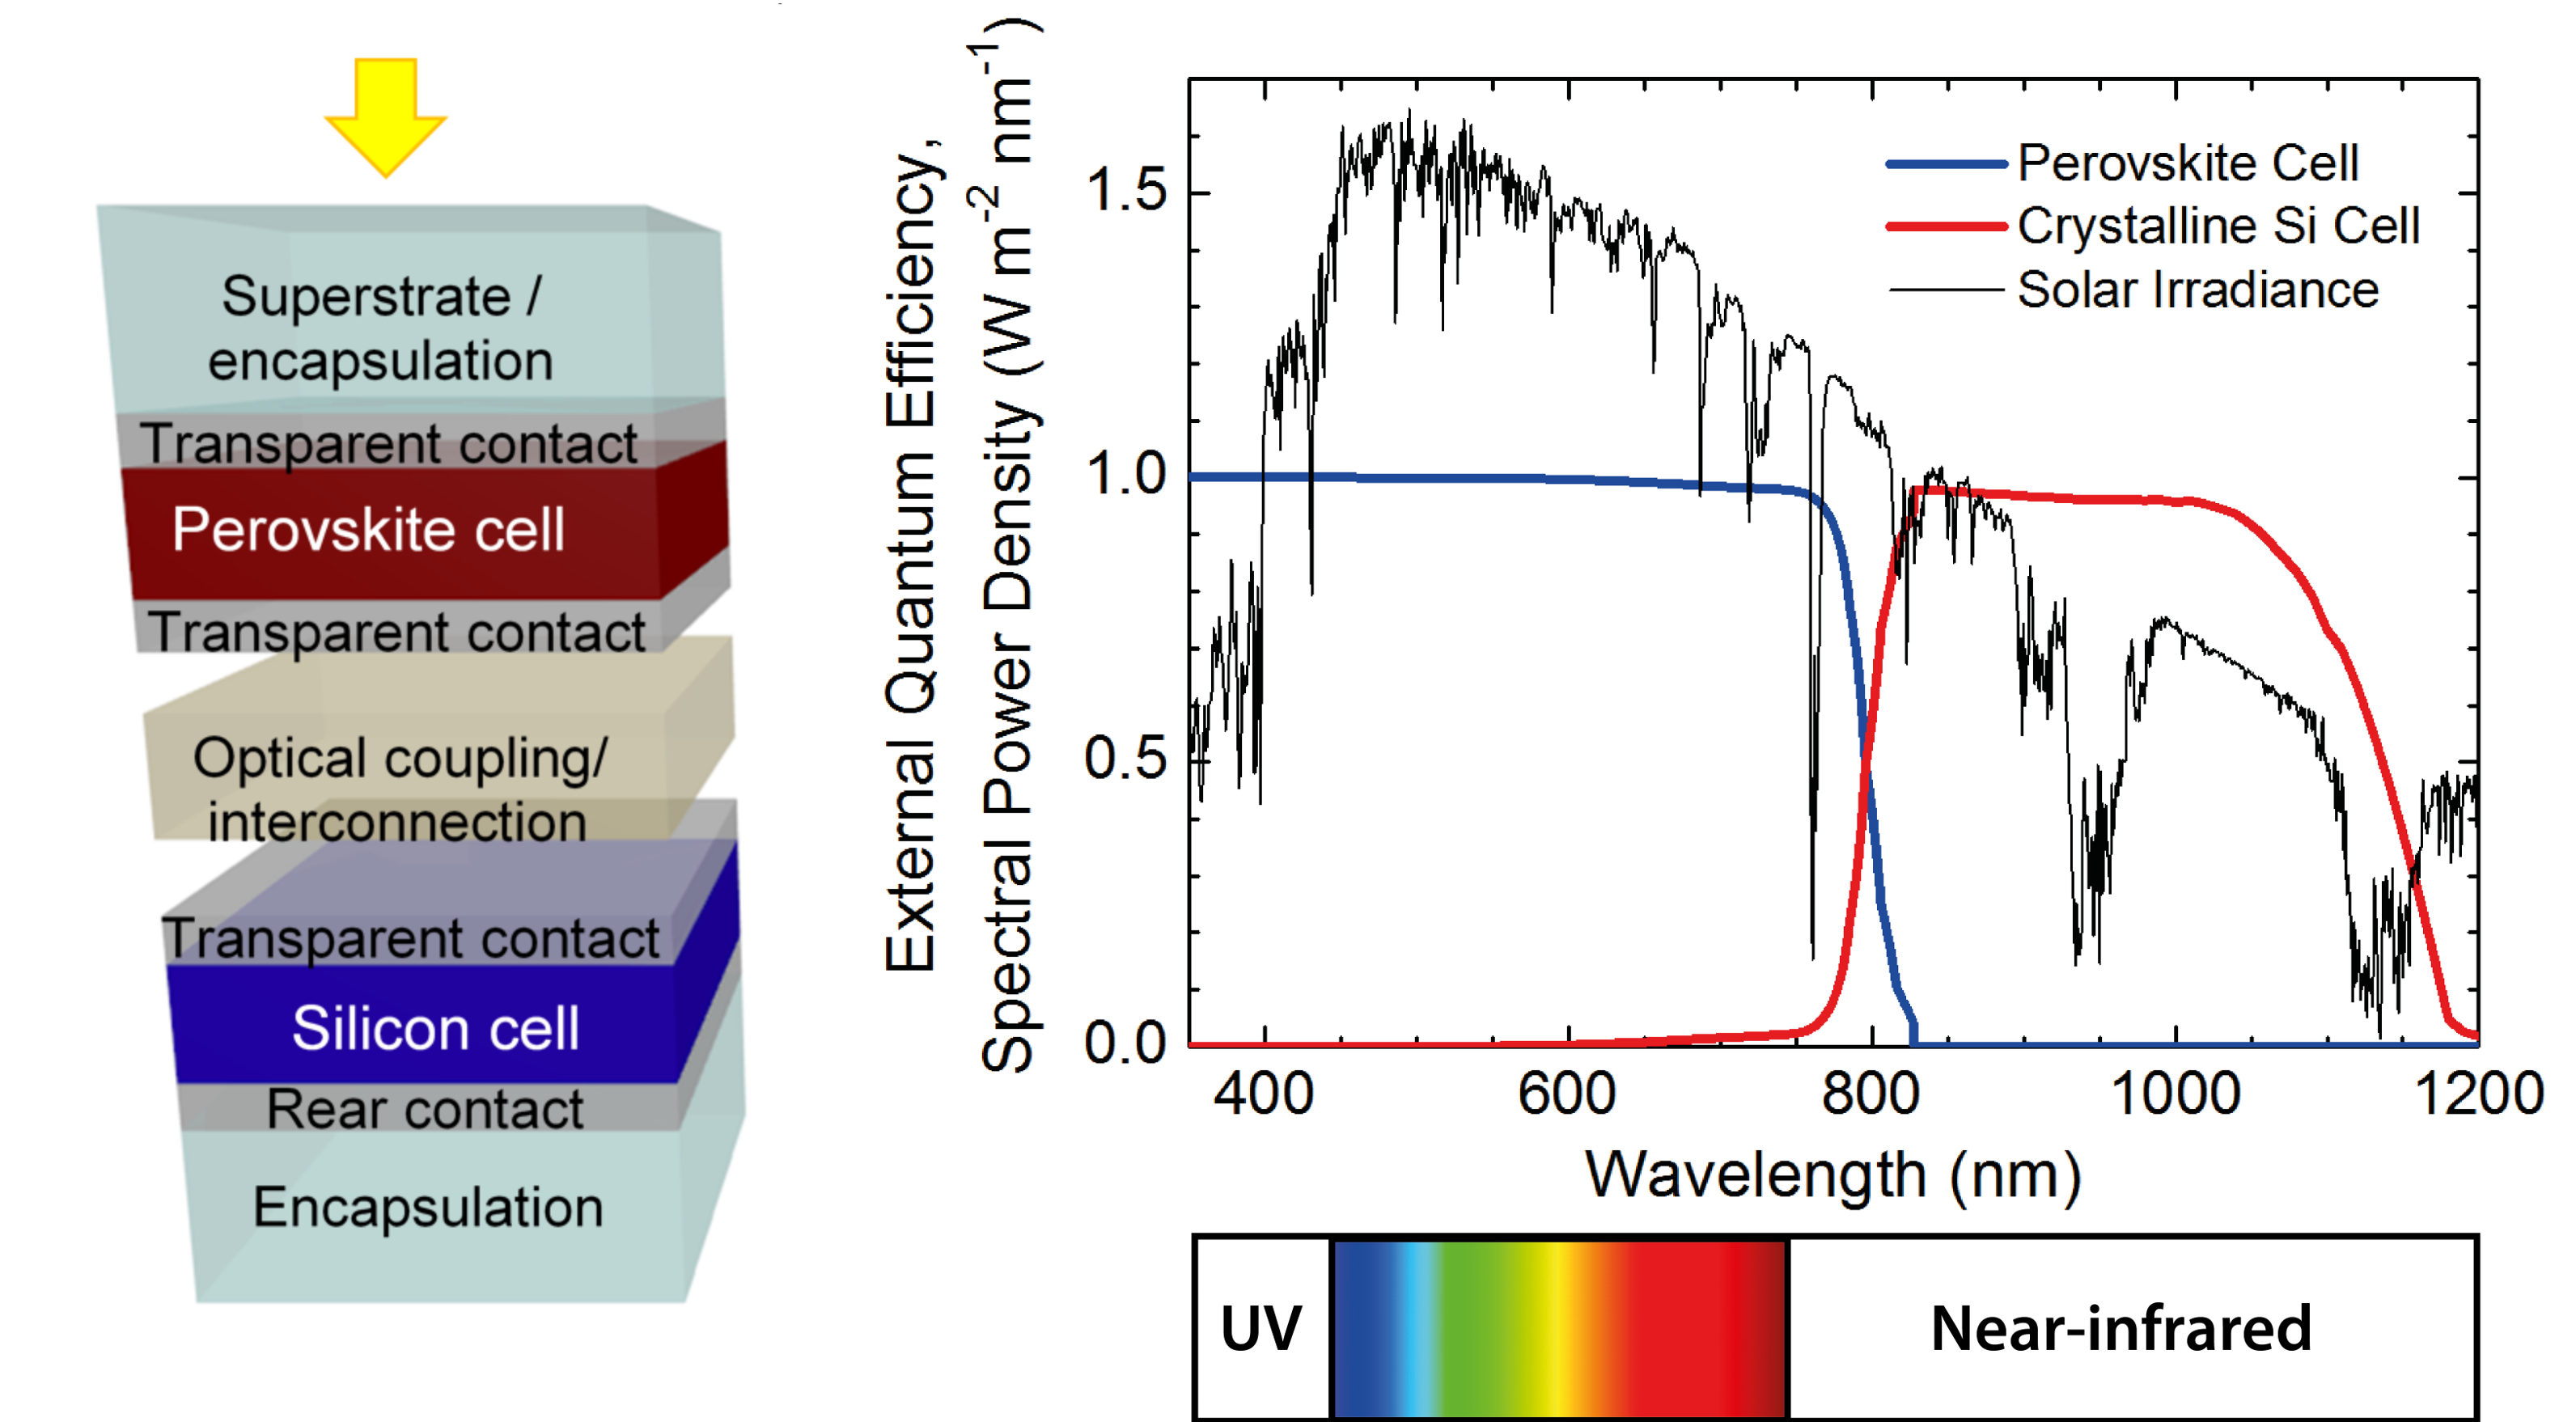 Superstrate /
encapsulation
Transparent contact
Perovskite cell
Transparent contact
Optical coupling/
interconnection
Transparent contact
Silicon cell
Rear contact
Encapsulation
External Quantum Efficiency,
Spectral Power Density (W m⁻² nm⁻¹)
1.5
1.0
0.5
0.0
Perovskite Cell
Crystalline Si Cell
Solar Irradiance
400 600 800 1000 1200
Wavelength (nm)
UV
Near-infrared